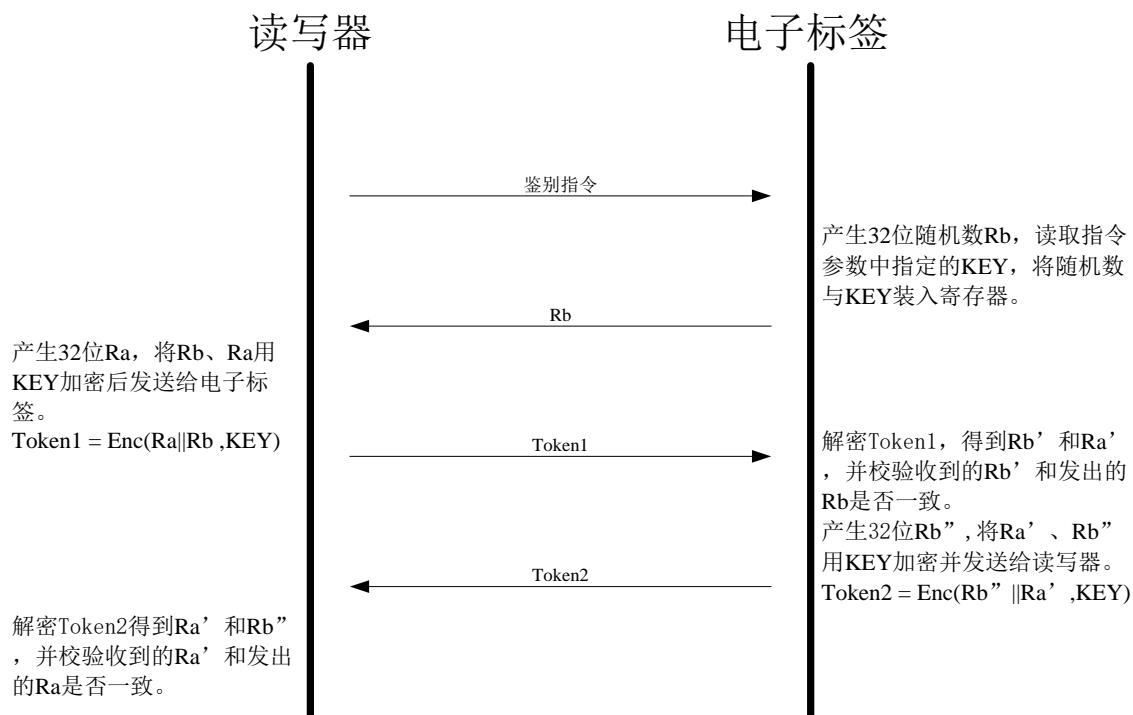 读写器
电子标签
鉴别指令
产生32位随机数Rb，读取指令
参数中指定的KEY，将随机数
与KEY装入寄存器。
Rb
产生32位Ra，将Rb、Ra用
KEY加密后发送给电子标
签。
Token1 = Enc(Ra||Rb ,KEY)
Token1
解密Token1，得到Rb’和Ra’
，并校验收到的Rb’和发出的
Rb是否一致。
产生32位Rb”,将Ra’、Rb”
用KEY加密并发送给读写器。
Token2 = Enc(Rb”||Ra’,KEY)
Token2
解密Token2得到Ra’和Rb”
，并校验收到的Ra’和发出
的Ra是否一致。